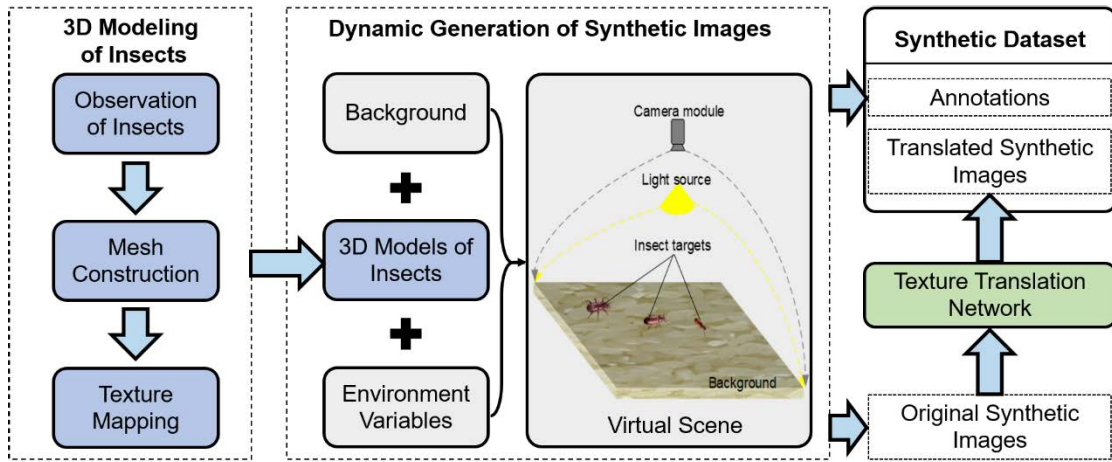 3D Modeling
of Insects
Observation
of Insects
Mesh
Construction
Texture
Mapping
Dynamic Generation of Synthetic Images
Background
3D Models of
Insects
Environment
Variables
Camera module
Light source
Insect targets
Background
Virtual Scene
Synthetic Dataset
Annotations
Translated Synthetic
Images
Texture Translation
Network
Original Synthetic
Images